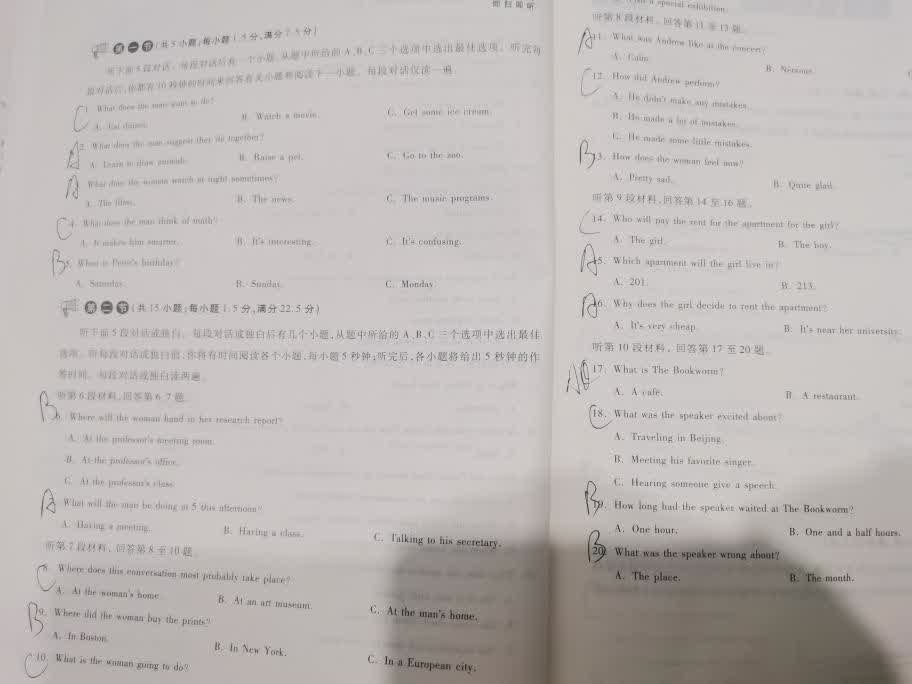 即扫即听
第一节(共5小题;每小题1.5分,满分7.5分)
听下面5段对话。每段对话后有一个小题,从题中所给的A、B、C三个选项中选出最佳选项。听完每
段对话后,你都有10秒钟的时间来回答有关小题和阅读下一小题。每段对话仅读一遍。
C
1. What does the man want to do?
A. Eat dinner.
B. Watch a movie.
C. Get some ice cream.
A
2. What does the man suggest they do together?
A. Learn to draw animals.
B. Raise a pet.
C. Go to the zoo.
A
What does the woman watch at night sometimes?
A. The films.
B. The news.
C. The music programs.
C
4. What does the man think of math?
A. It makes him smarter.
B. It's interesting.
C. It's confusing.
B
5. When is Peter's birthday?
A. Saturday.
B. Sunday.
C. Monday.
第二节(共15小题;每小题1.5分,满分22.5分)
听下面5段对话或独白。每段对话或独白后有几个小题,从题中所给的A、B、C三个选项中选出最佳
选项。听每段对话或独白前,你将有时间阅读各个小题,每小题5秒钟;听完后,各小题将给出5秒钟的作
答时间。每段对话或独白读两遍。
听第6段材料,回答第6、7题。
B
6. Where will the woman hand in her research report?
A. At the professor's meeting room.
B. At the professor's office.
C. At the professor's class.
A
What will the man be doing at 5 this afternoon?
A. Having a meeting.
B. Having a class.
C. Talking to his secretary.
听第7段材料,回答第8至10题。
C
8. Where does this conversation most probably take place?
A. At the woman's home.
B. At an art museum.
C. At the man's home.
B
9. Where did the woman buy the prints?
A. In Boston.
B. In New York.
C. In a European city.
C
10. What is the woman going to do?
a special exhibition.
听第8段材料,回答第11至13题。
A
11. What was Andrew like at the concert?
A. Calm.
B. Nervous.
C
12. How did Andrew perform?
A. He didn't make any mistakes.
B. He made a lot of mistakes.
C. He made some little mistakes.
B
13. How does the woman feel now?
A. Pretty sad.
B. Quite glad.
听第9段材料,回答第14至16题。
C
14. Who will pay the rent for the apartment for the girl?
A. The girl.
B. The boy.
A
15. Which apartment will the girl live in?
A. 201.
B. 213.
A
16. Why does the girl decide to rent the apartment?
A. It's very cheap.
B. It's near her university.
听第10段材料,回答第17至20题。
A
17. What is The Bookworm?
A. A cafe.
B. A restaurant.
C
18. What was the speaker excited about?
A. Traveling in Beijing.
B. Meeting his favorite singer.
C. Hearing someone give a speech.
B
19. How long had the speaker waited at The Bookworm?
A. One hour.
B. One and a half hours.
B
20. What was the speaker wrong about?
A. The place.
B. The month.